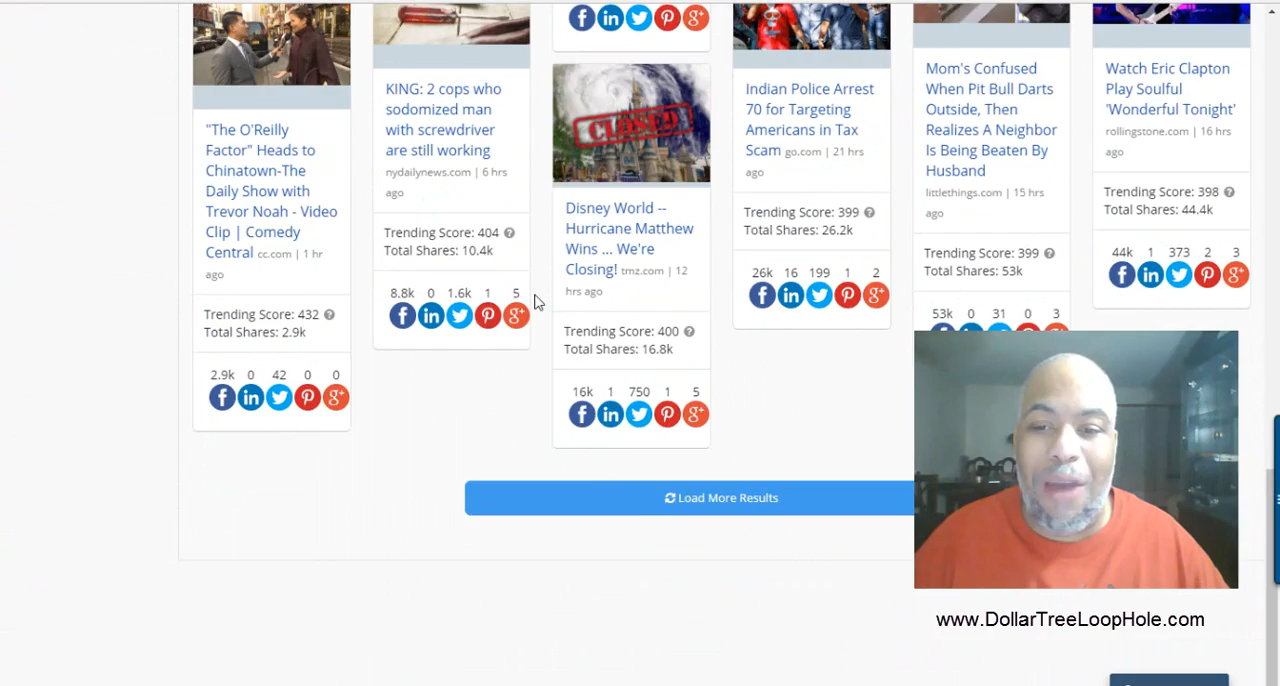 "The O'Reilly
Factor" Heads to
Chinatown-The
Daily Show with
Trevor Noah - Video
Clip | Comedy
Central cc.com | 1 hr
ago
Trending Score: 432
Total Shares: 2.9k
2.9k 0 42 0 0
KING: 2 cops who
sodomized man
with screwdriver
are still working
nydailynews.com | 6 hrs
ago
Trending Score: 404
Total Shares: 10.4k
8.8k 0 1.6k 1 5
CLOSED
Disney World --
Hurricane Matthew
Wins ... We're
Closing! tmz.com | 12
hrs ago
Trending Score: 400
Total Shares: 16.8k
16k 1 750 1 5
Indian Police Arrest
70 for Targeting
Americans in Tax
Scam go.com | 21 hrs
ago
Trending Score: 399
Total Shares: 26.2k
26k 16 199 1 2
Mom's Confused
When Pit Bull Darts
Outside, Then
Realizes A Neighbor
Is Being Beaten By
Husband
littlethings.com | 15 hrs
ago
Trending Score: 399
Total Shares: 53k
53k 0 31 0 3
Watch Eric Clapton
Play Soulful
'Wonderful Tonight'
rollingstone.com | 16 hrs
ago
Trending Score: 398
Total Shares: 44.4k
44k 1 373 2 3
Load More Results
www.DollarTreeLoopHole.com